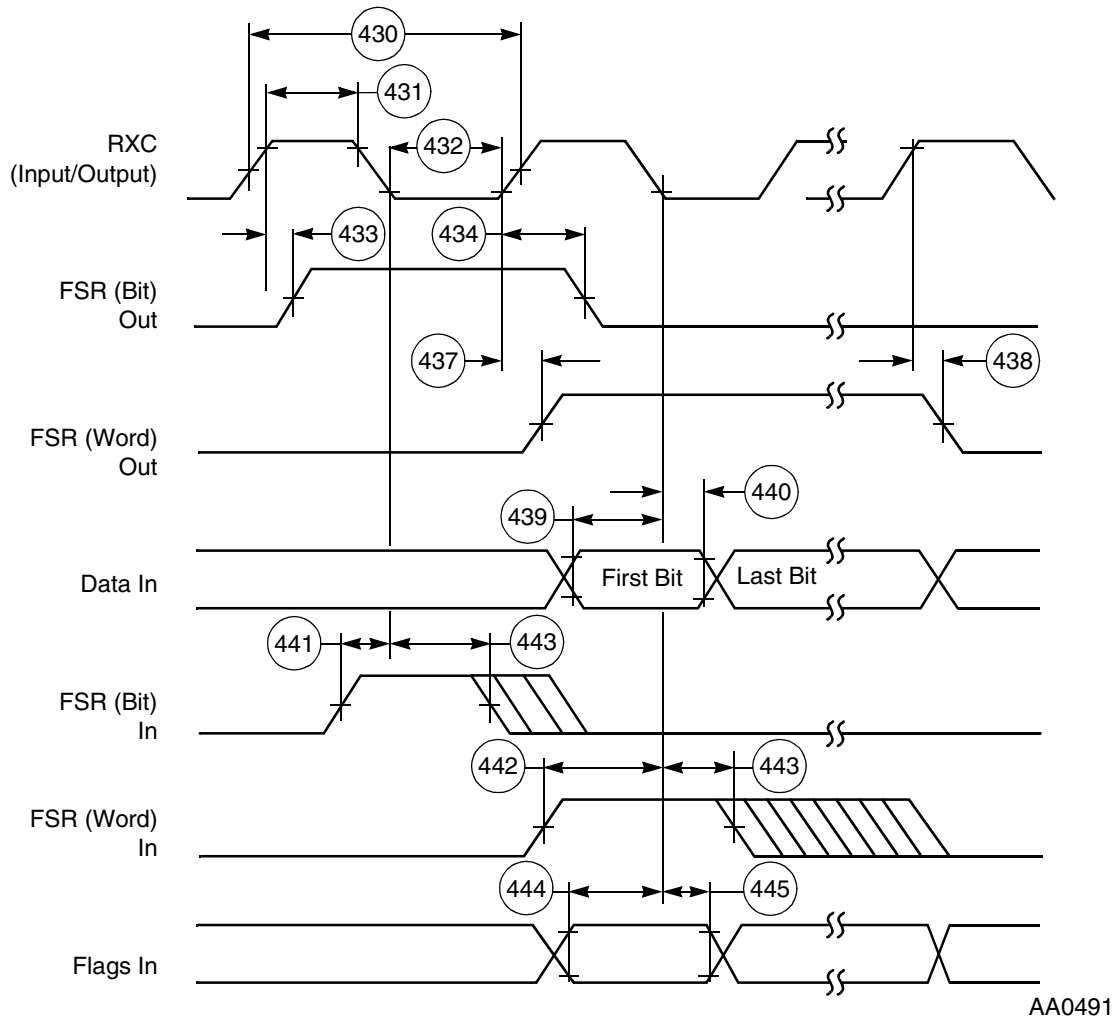 430
431
RXC
(Input/Output)
432
433
434
FSR (Bit)
Out
437
438
FSR (Word)
Out
439
440
Data In
First Bit
Last Bit
441
443
FSR (Bit)
In
442
443
FSR (Word)
In
444
445
Flags In
AA0491